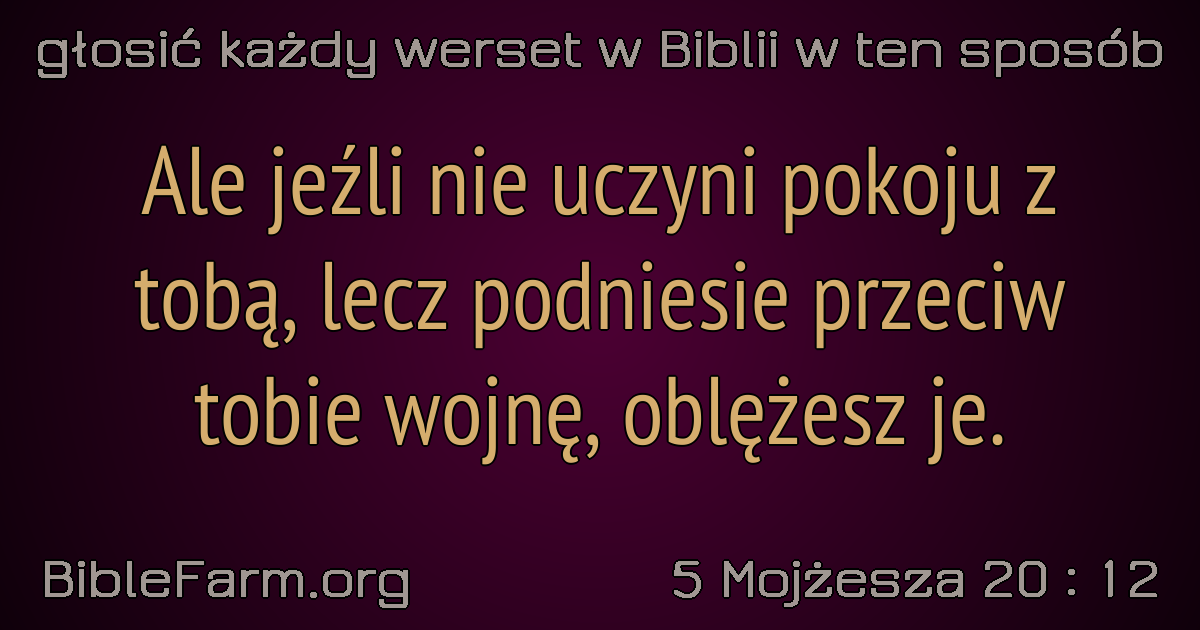 głosić każdy werset w Biblii w ten sposób
Ale jeźli nie uczyni pokoju z
tobą, lecz podniesie przeciw
tobie wojnę, oblężesz je.
BibleFarm.org
5 Mojżesza 20 : 12